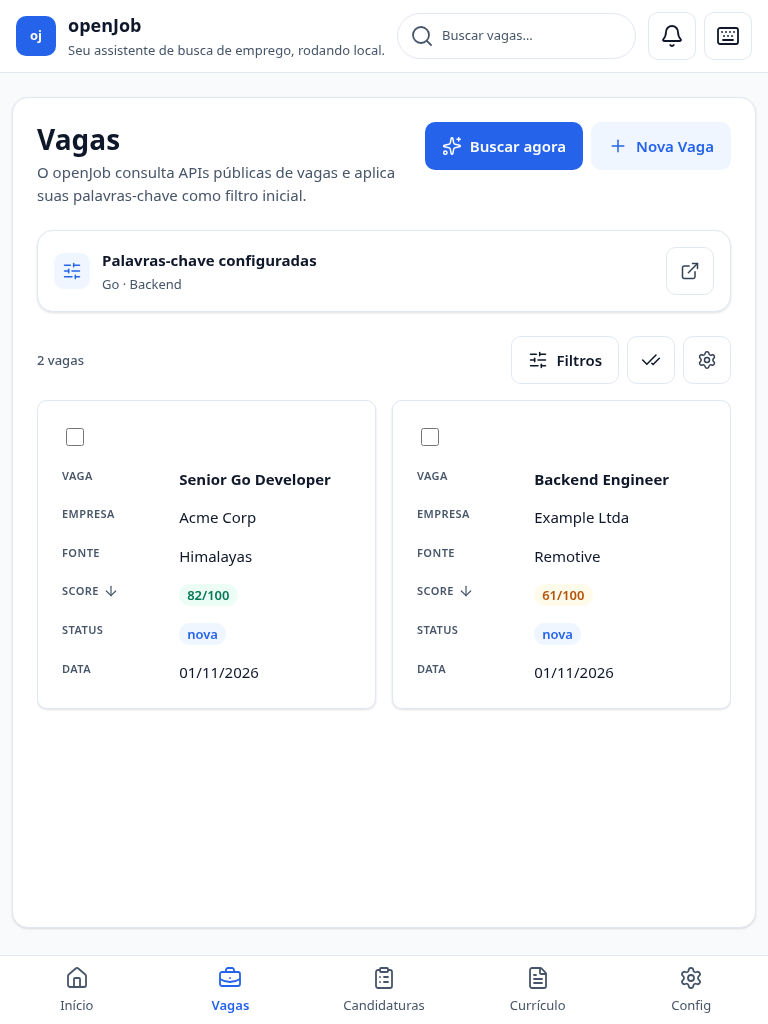 oj
openJob
Seu assistente de busca de emprego, rodando local.
Buscar vagas...
Vagas
O openJob consulta APIs públicas de vagas e aplica
suas palavras-chave como filtro inicial.
Buscar agora
Nova Vaga
Palavras-chave configuradas
Go · Backend
2 vagas
Filtros
VAGA Senior Go Developer
EMPRESA Acme Corp
FONTE Himalayas
SCORE 82/100
STATUS nova
DATA 01/11/2026
VAGA Backend Engineer
EMPRESA Example Ltda
FONTE Remotive
SCORE 61/100
STATUS nova
DATA 01/11/2026
Início
Vagas
Candidaturas
Currículo
Config